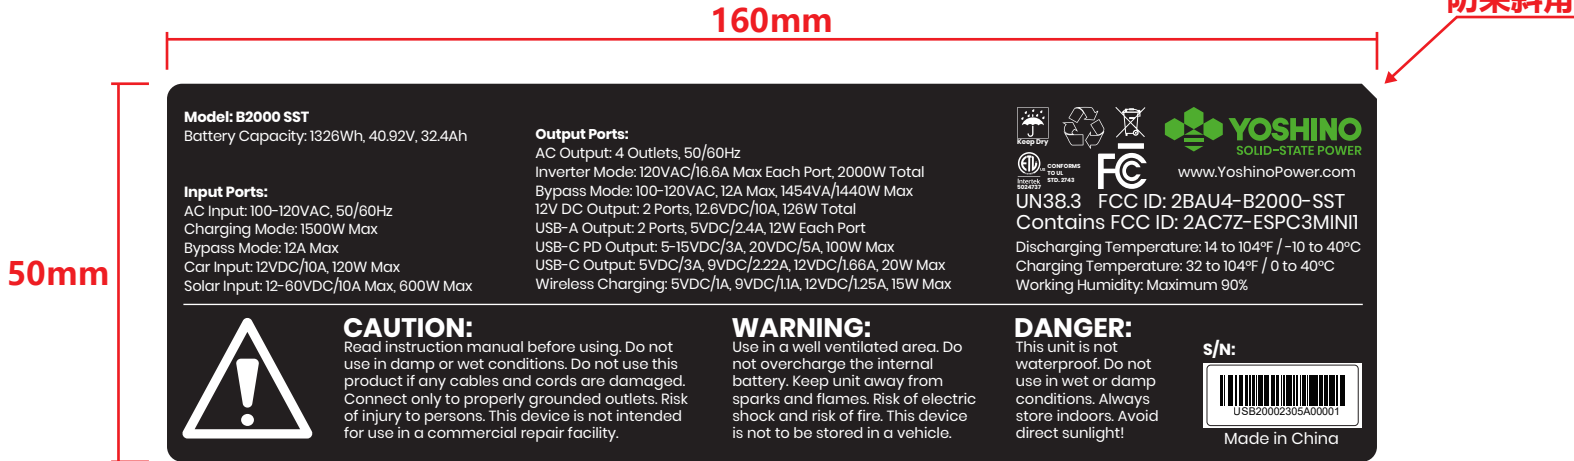 160mm
防呆斜角
50mm
Model: B2000 SST
Battery Capacity: 1326Wh, 40.92V, 32.4Ah
Input Ports:
AC Input: 100-120VAC, 50/60Hz
Charging Mode: 1500W Max
Bypass Mode: 12A Max
Car Input: 12VDC/10A, 120W Max
Solar Input: 12-60VDC/10A Max, 600W Max
Output Ports:
AC Output: 4 Outlets, 50/60Hz
Inverter Mode: 120VAC/16.6A Max Each Port, 2000W Total
Bypass Mode: 100-120VAC, 12A Max, 1454VA/1440W Max
12V DC Output: 2 Ports, 12.6VDC/10A, 126W Total
USB-A Output: 2 Ports, 5VDC/2.4A, 12W Each Port
USB-C PD Output: 5-15VDC/3A, 20VDC/5A, 100W Max
USB-C Output: 5VDC/3A, 9VDC/2.22A, 12VDC/1.66A, 20W Max
Wireless Charging: 5VDC/1A, 9VDC/1.1A, 12VDC/1.25A, 15W Max
Keep Dry
ETL
Intertek
5024737
CONFORMS
TO UL
STD. 2743
FC
YOSHINO
SOLID-STATE POWER
www.YoshinoPower.com
UN38.3 FCC ID: 2BAU4-B2000-SST
Contains FCC ID: 2AC7Z-ESPC3MINI1
Discharging Temperature: 14 to 104°F / -10 to 40°C
Charging Temperature: 32 to 104°F / 0 to 40°C
Working Humidity: Maximum 90%
CAUTION:
Read instruction manual before using. Do not
use in damp or wet conditions. Do not use this
product if any cables and cords are damaged.
Connect only to properly grounded outlets. Risk
of injury to persons. This device is not intended
for use in a commercial repair facility.
WARNING:
Use in a well ventilated area. Do
not overcharge the internal
battery. Keep unit away from
sparks and flames. Risk of electric
shock and risk of fire. This device
is not to be stored in a vehicle.
DANGER:
This unit is not
waterproof. Do not
use in wet or damp
conditions. Always
store indoors. Avoid
direct sunlight!
S/N:
USB20002305A00001
Made in China